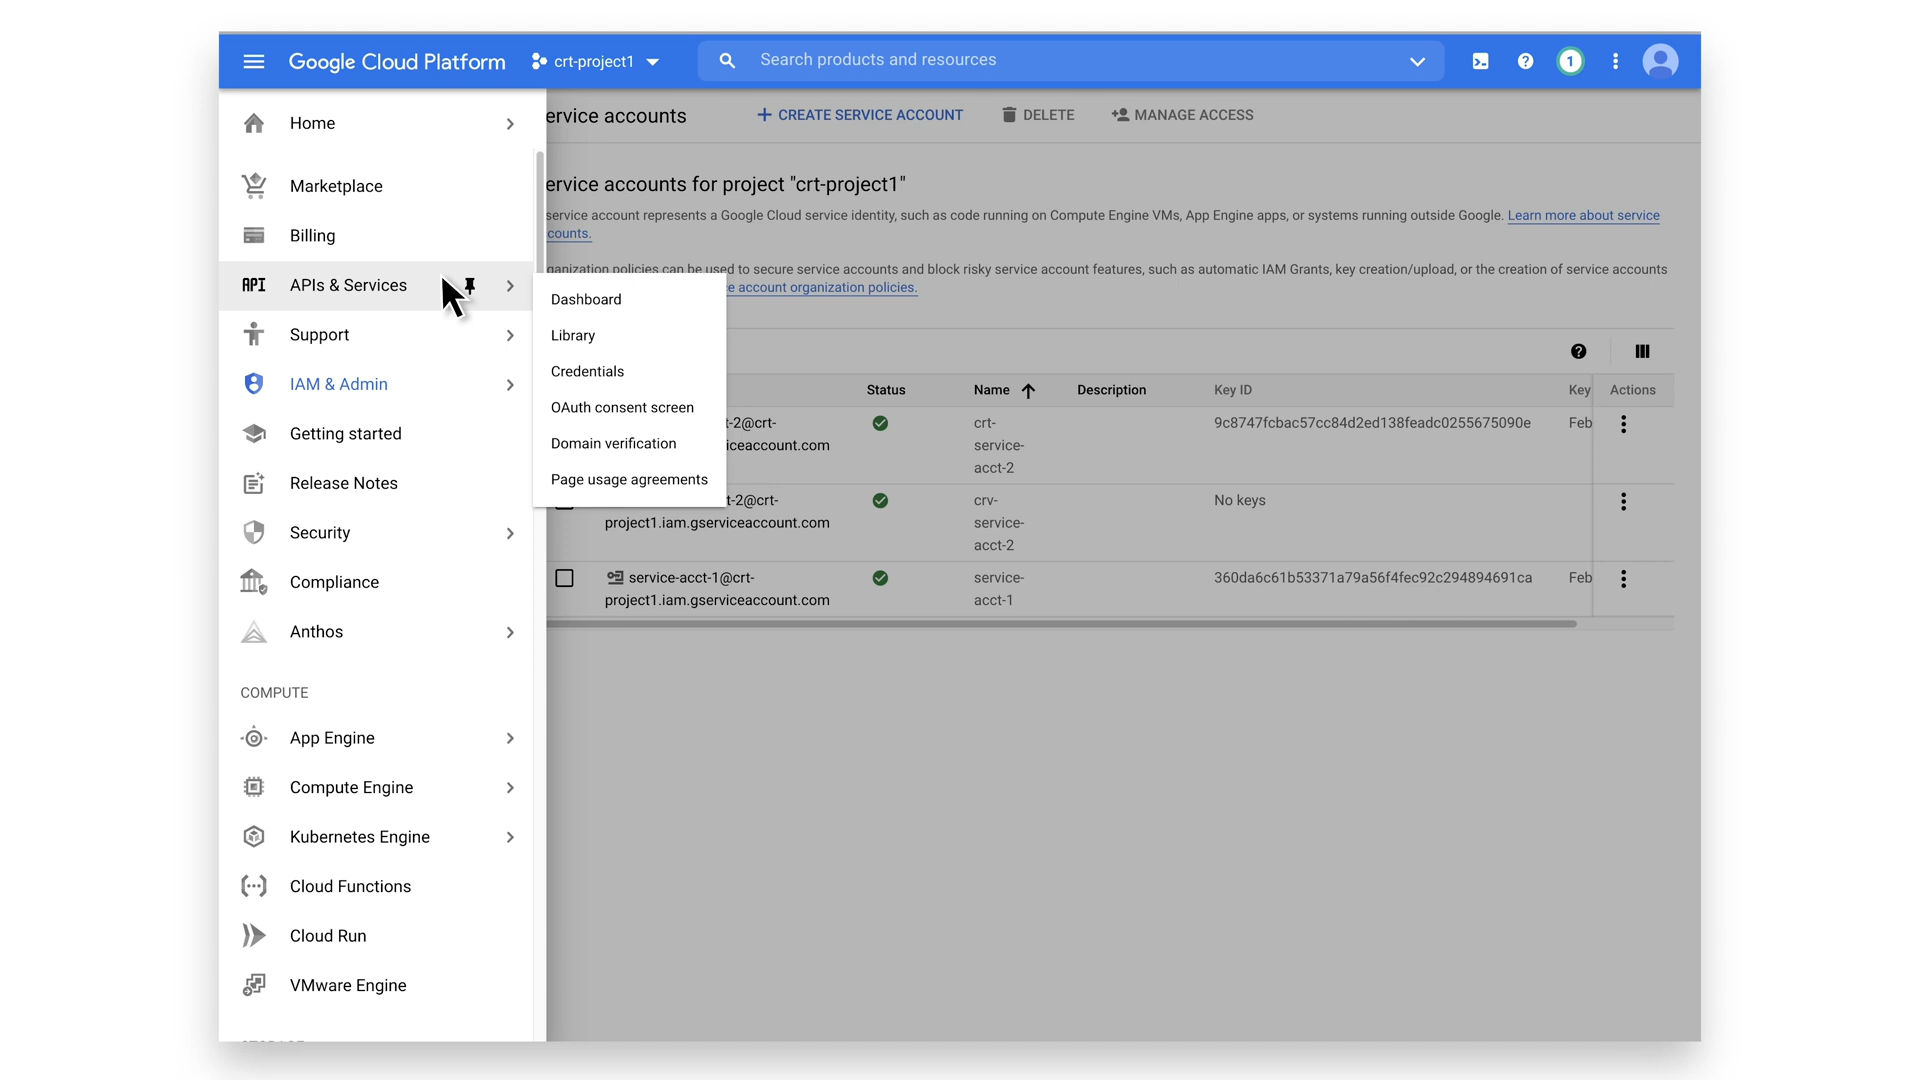 Google Cloud Platform crt-project1 Search products and resources 1
Home
Marketplace
Billing
API APIs & Services
Support
IAM & Admin
Getting started
Release Notes
Security
Compliance
Anthos
COMPUTE
App Engine
Compute Engine
Kubernetes Engine
Cloud Functions
Cloud Run
VMware Engine
Dashboard
Library
Credentials
OAuth consent screen
Domain verification
Page usage agreements
ervice accounts CREATE SERVICE ACCOUNT DELETE MANAGE ACCESS
ervice accounts for project "crt-project1"
service account represents a Google Cloud service identity, such as code running on Compute Engine VMs, App Engine apps, or systems running outside Google. Learn more about service
counts.
ganization policies can be used to secure service accounts and block risky service account features, such as automatic IAM Grants, key creation/upload, or the creation of service accounts
e account organization policies.
Status Name Description Key ID Key Actions
t-2@crt- crt- 9c8747fcbac57cc84d2ed138feadc0255675090e Feb
iceaccount.com service-
acct-2
t-2@crt- crv- No keys
project1.iam.gserviceaccount.com service-
acct-2
service-acct-1@crt- service- 360da6c61b53371a79a56f4fec92c294894691ca Feb
project1.iam.gserviceaccount.com acct-1